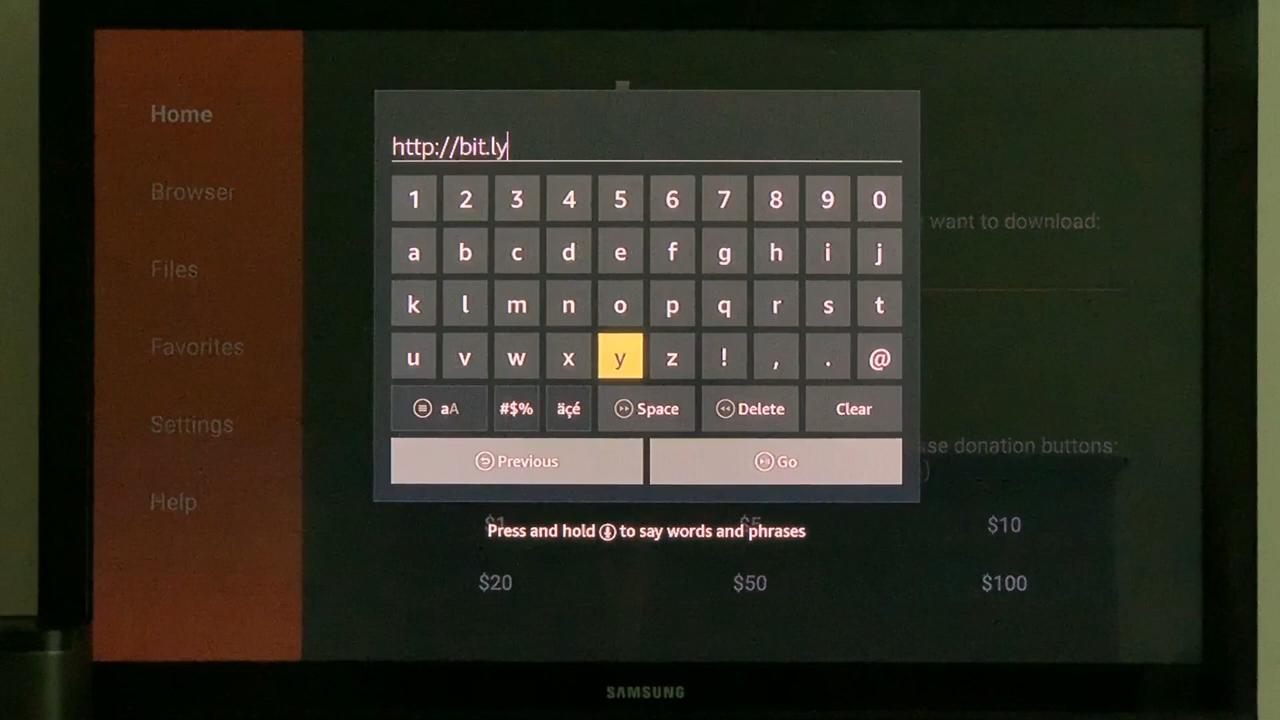 Home
Browser
Files
Favorites
Settings
Help
want to download:
http://bit.ly
1 2 3 4 5 6 7 8 9 0
a b c d e f g h i j
k l m n o p q r s t
u v w x y z ! , . @
aA #$% äçé Space Delete Clear
Previous Go
se donation buttons:
)
$1 $5 $10
Press and hold to say words and phrases
$20 $50 $100
SAMSUNG